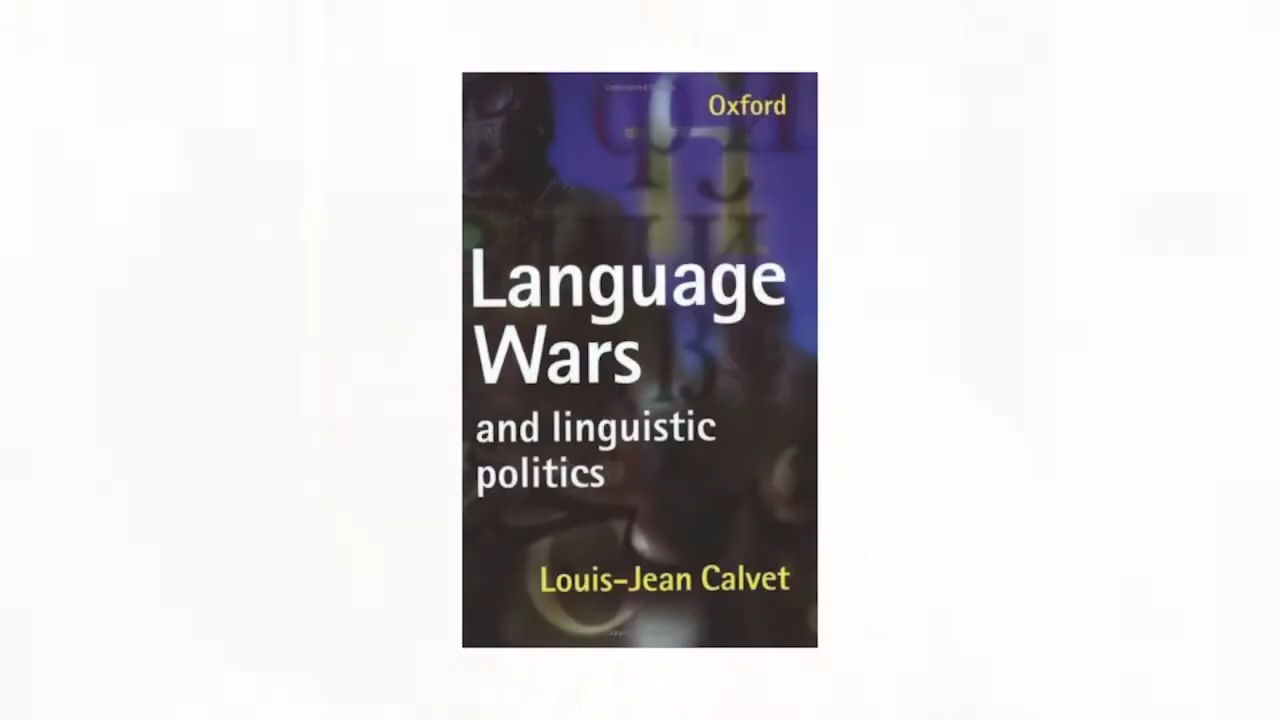 Oxford
Language
Wars
and linguistic
politics
Louis-Jean Calvet